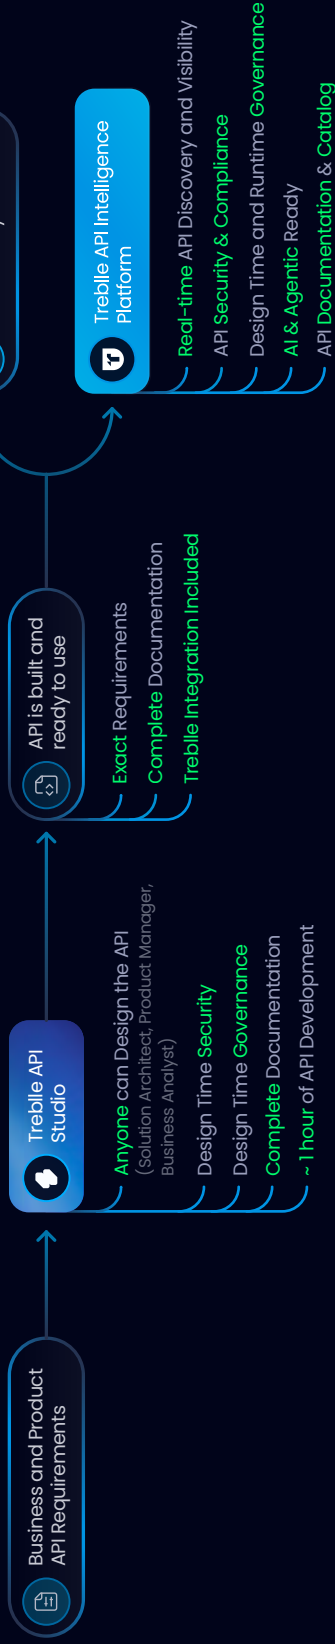 Business and Product
API Requirements
Treblle API
Studio
Anyone can Design the API
(Solution Architect, Product Manager,
Business Analyst)
Design Time Security
Design Time Governance
Complete Documentation
~ 1 hour of API Development
API is built and
ready to use
Exact Requirements
Complete Documentation
Treblle Integration Included
Treblle API Intelligence
Platform
Real-time API Discovery and Visibility
API Security & Compliance
Design Time and Runtime Governance
AI & Agentic Ready
API Documentation & Catalog